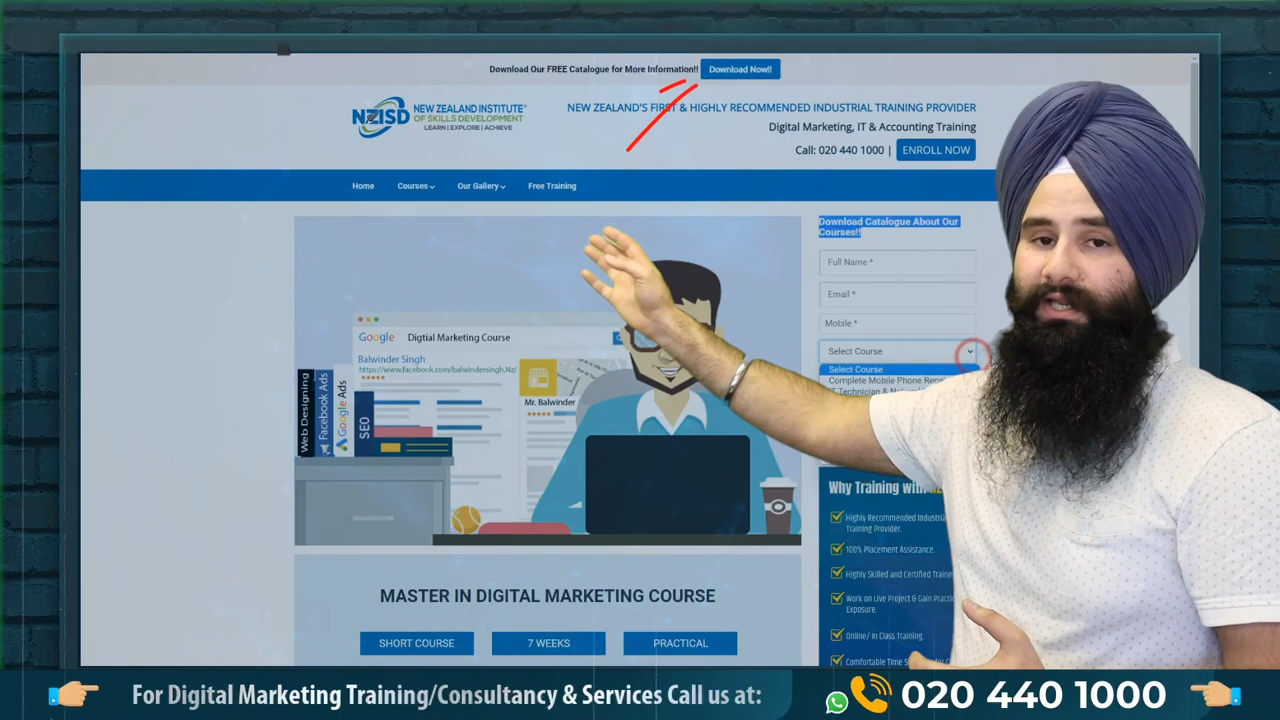 Download Our FREE Catalogue for More Information!! Download Now!!
NZISD NEW ZEALAND INSTITUTE®
OF SKILLS DEVELOPMENT
LEARN | EXPLORE | ACHIEVE
NEW ZEALAND'S FIRST & HIGHLY RECOMMENDED INDUSTRIAL TRAINING PROVIDER
Digital Marketing, IT & Accounting Training
Call: 020 440 1000 | ENROLL NOW
Home Courses Our Gallery Free Training
Download Catalogue About Our
Courses!!
Full Name *
Email *
Mobile *
Select Course
Select Course
Complete Mobile Phone
Technician &
Google Digtial Marketing Course
Balwinder Singh
https://www.facebook.com/balwindersingh.Nz/
Mr. Balwinder
Web Designing
Facebook Ads
Google Ads
SEO
Why Training with
Highly Recommended Industrial
Training Provider.
100% Placement Assistance.
Highly Skilled and Certified
Work on Live Project & Gain
Exposure.
Online/ In Class Training.
Comfortable Time
MASTER IN DIGITAL MARKETING COURSE
SHORT COURSE 7 WEEKS PRACTICAL
For Digital Marketing Training/Consultancy & Services Call us at: 020 440 1000